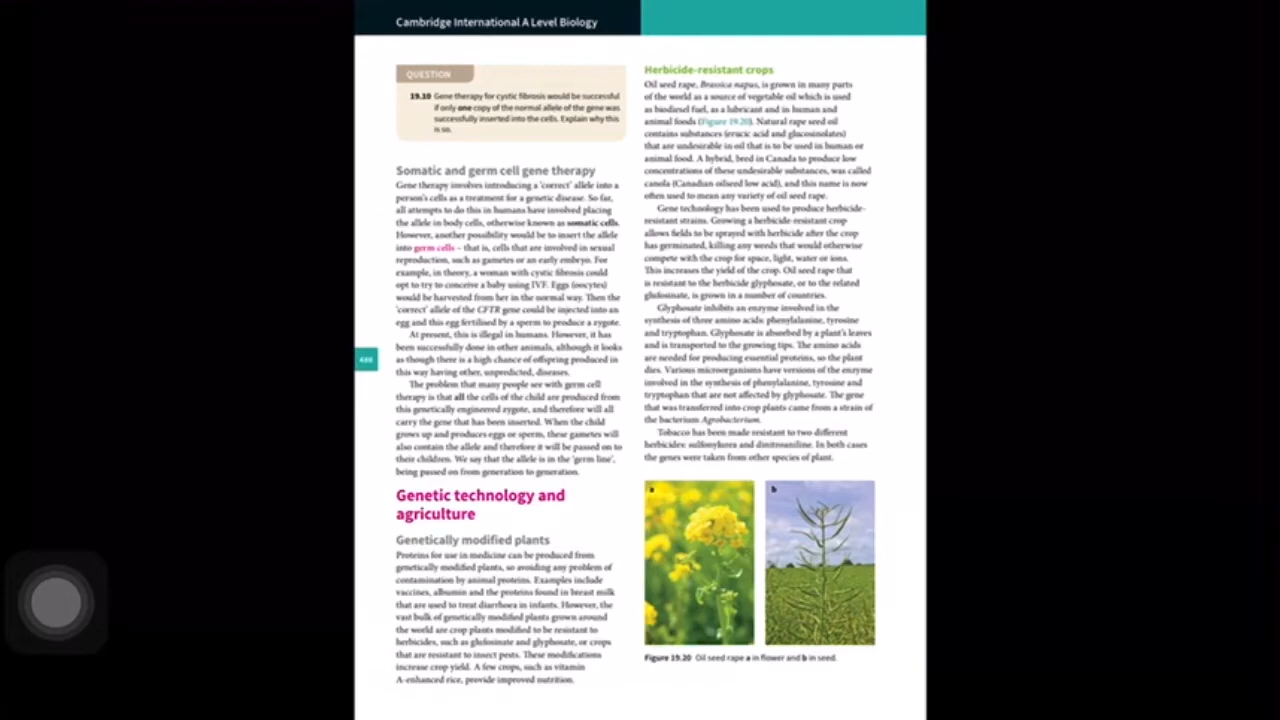 Cambridge International A Level Biology
QUESTION
19.10 Gene therapy for cystic fibrosis would be successful
if only one copy of the normal allele of the gene was
successfully inserted into the cells. Explain why this
is so.
Somatic and germ cell gene therapy
Gene therapy involves introducing a 'correct' allele into a
person's cells as a treatment for a genetic disease. So far,
all attempts to do this in humans have involved placing
the allele in body cells, otherwise known as somatic cells.
However, another possibility would be to insert the allele
into germ cells – that is, cells that are involved in sexual
reproduction, such as gametes or an early embryo. For
example, in theory, a woman with cystic fibrosis could
opt to try to conceive a baby using IVF. Eggs (oocytes)
would be harvested from her in the normal way. Then the
'correct' allele of the CFTR gene could be injected into an
egg and this egg fertilised by a sperm to produce a zygote.
At present, this is illegal in humans. However, it has
been successfully done in other animals, although it looks
as though there is a high chance of offspring produced in
this way having other, unpredicted, diseases.
The problem that many people see with germ cell
therapy is that all the cells of the child are produced from
this genetically engineered zygote, and therefore will all
carry the gene that has been inserted. When the child
grows up and produces eggs or sperm, these gametes will
also contain the allele and therefore it will be passed on to
their children. We say that the allele is in the 'germ line',
being passed on from generation to generation.
Genetic technology and
agriculture
Genetically modified plants
Proteins for use in medicine can be produced from
genetically modified plants, so avoiding any problem of
contamination by animal proteins. Examples include
vaccines, albumin and the proteins found in breast milk
that are used to treat diarrhoea in infants. However, the
vast bulk of genetically modified plants grown around
the world are crop plants modified to be resistant to
herbicides, such as glufosinate and glyphosate, or crops
that are resistant to insect pests. These modifications
increase crop yield. A few crops, such as vitamin
A-enhanced rice, provide improved nutrition.
Herbicide-resistant crops
Oil seed rape, Brassica napus, is grown in many parts
of the world as a source of vegetable oil which is used
as biodiesel fuel, as a lubricant and in human and
animal foods (Figure 19.20). Natural rape seed oil
contains substances (erucic acid and glucosinolates)
that are undesirable in oil that is to be used in human or
animal food. A hybrid, bred in Canada to produce low
concentrations of these undesirable substances, was called
canola (Canadian oilseed low acid), and this name is now
often used to mean any variety of oil seed rape.
Gene technology has been used to produce herbicide-
resistant strains. Growing a herbicide-resistant crop
allows fields to be sprayed with herbicide after the crop
has germinated, killing any weeds that would otherwise
compete with the crop for space, light, water or ions.
This increases the yield of the crop. Oil seed rape that
is resistant to the herbicide glyphosate, or to the related
glufosinate, is grown in a number of countries.
Glyphosate inhibits an enzyme involved in the
synthesis of three amino acids: phenylalanine, tyrosine
and tryptophan. Glyphosate is absorbed by a plant's leaves
and is transported to the growing tips. The amino acids
are needed for producing essential proteins, so the plant
dies. Various microorganisms have versions of the enzyme
involved in the synthesis of phenylalanine, tyrosine and
tryptophan that are not affected by glyphosate. The gene
that was transferred into crop plants came from a strain of
the bacterium Agrobacterium.
Tobacco has been made resistant to two different
herbicides: sulfonylurea and dinitroaniline. In both cases
the genes were taken from other species of plant.
a
b
Figure 19.20 Oil seed rape a in flower and b in seed.